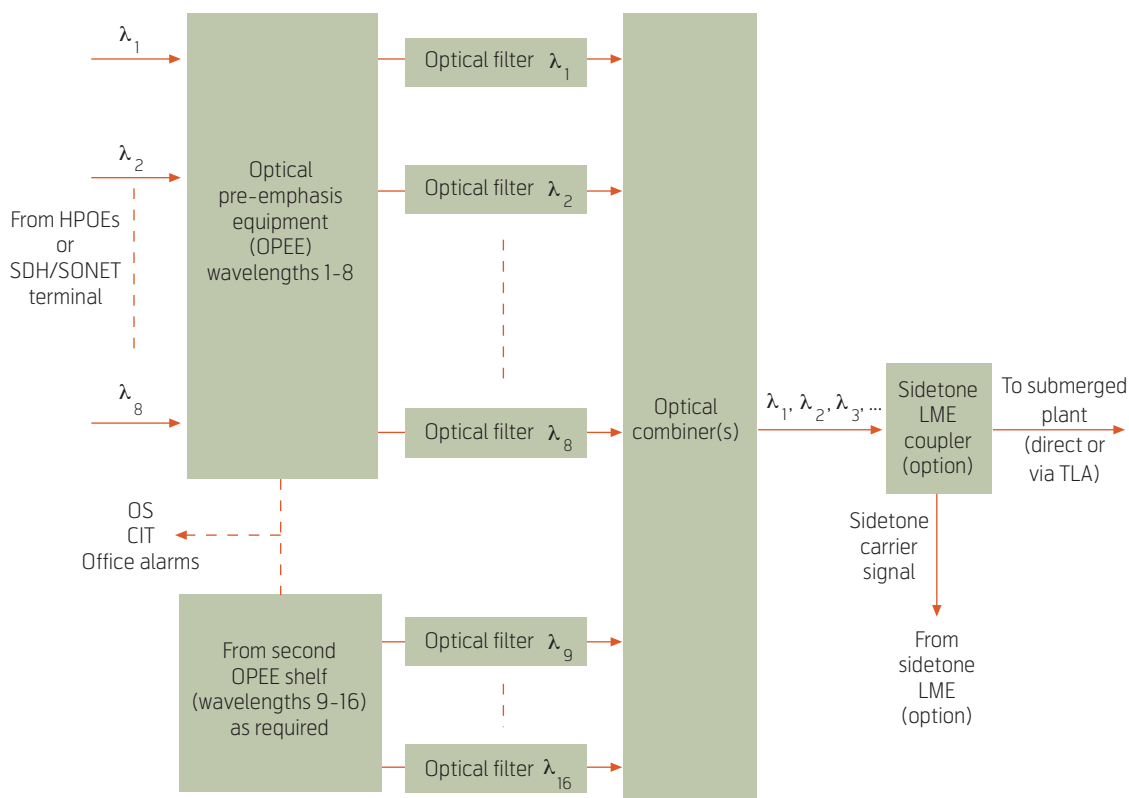 λ1
Optical filter λ1
λ2
Optical filter λ2
Optical
pre-emphasis
equipment
(OPEE)
wavelengths 1-8
From HPOEs
or
SDH/SONET
terminal
λ8
Optical filter λ8
Optical
combiner(s)
λ1, λ2, λ3, ...
Sidetone
LME
coupler
(option)
To submerged
plant
(direct or
via TLA)
OS
CIT
Office alarms
Sidetone
carrier
signal
From second
OPEE shelf
(wavelengths 9-16)
as required
Optical filter λ9
Optical filter λ16
From
sidetone
LME
(option)